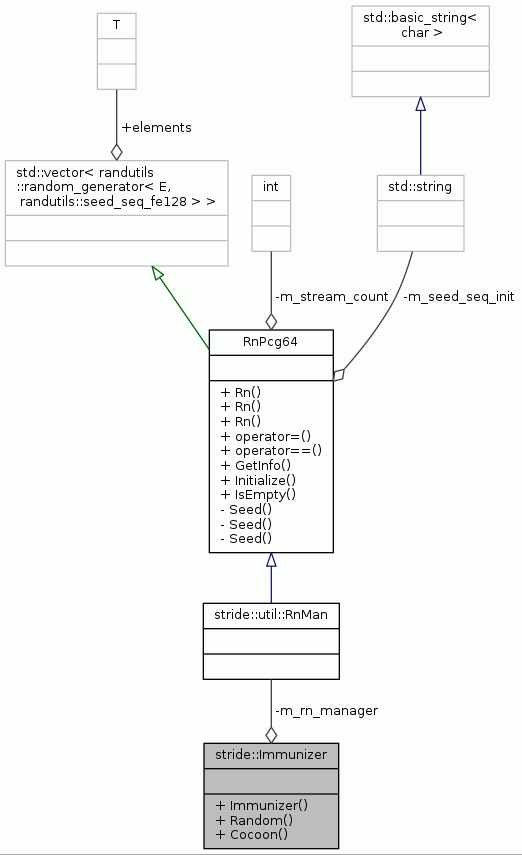 T
std::basic_string<
char >
+elements
std::vector< randutils
::random_generator< E,
randutils::seed_seq_fe128 > >
int
std::string
-m_stream_count
-m_seed_seq_init
RnPcg64
+ Rn()
+ Rn()
+ Rn()
+ operator=()
+ operator==()
+ GetInfo()
+ Initialize()
+ IsEmpty()
- Seed()
- Seed()
- Seed()
stride::util::RnMan
-m_rn_manager
stride::Immunizer
+ Immunizer()
+ Random()
+ Cocoon()